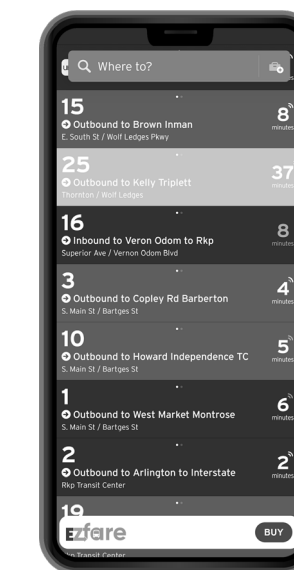 Where to?
15
Outbound to Brown Inman
E. South St / Wolf Ledges Pkwy
8
minutes
25
Outbound to Kelly Triplett
Thornton / Wolf Ledges
37
minutes
16
Inbound to Veron Odom to Rkp
Superior Ave / Vernon Odom Blvd
8
minutes
3
Outbound to Copley Rd Barberton
S. Main St / Bartges St
4
minutes
10
Outbound to Howard Independence TC
S. Main St / Bartges St
5
minutes
1
Outbound to West Market Montrose
S. Main St / Bartges St
6
minutes
2
Outbound to Arlington to Interstate
Rkp Transit Center
2
minutes
19
Ezfare
BUY
Transit Center